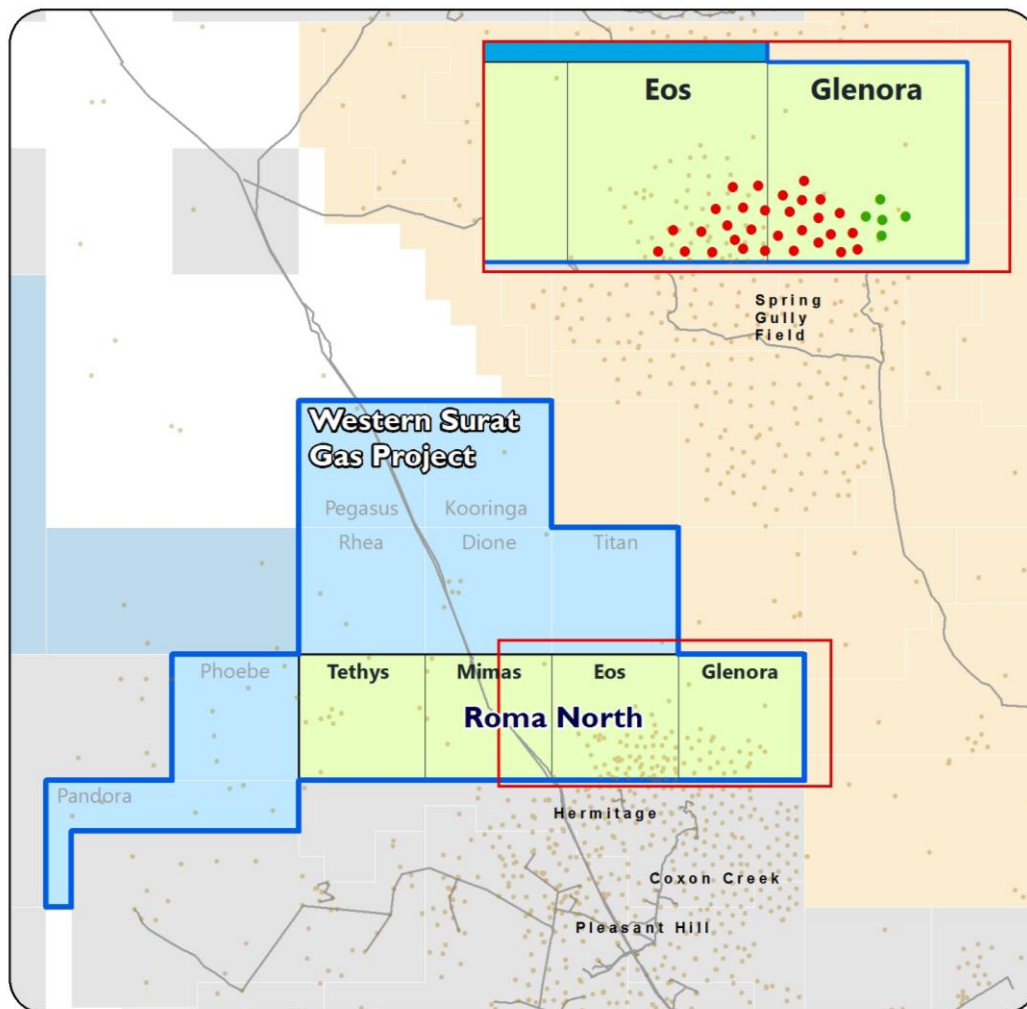 Eos
Glenora
Spring
Gully
Field
Western Surat
Gas Project
Pegasus
Kooringa
Rhea
Dione
Titan
Phoebe
Tethys
Mimas
Eos
Glenora
Roma North
Pandora
Hermitage
Coxon Creek
Pleasant Hill